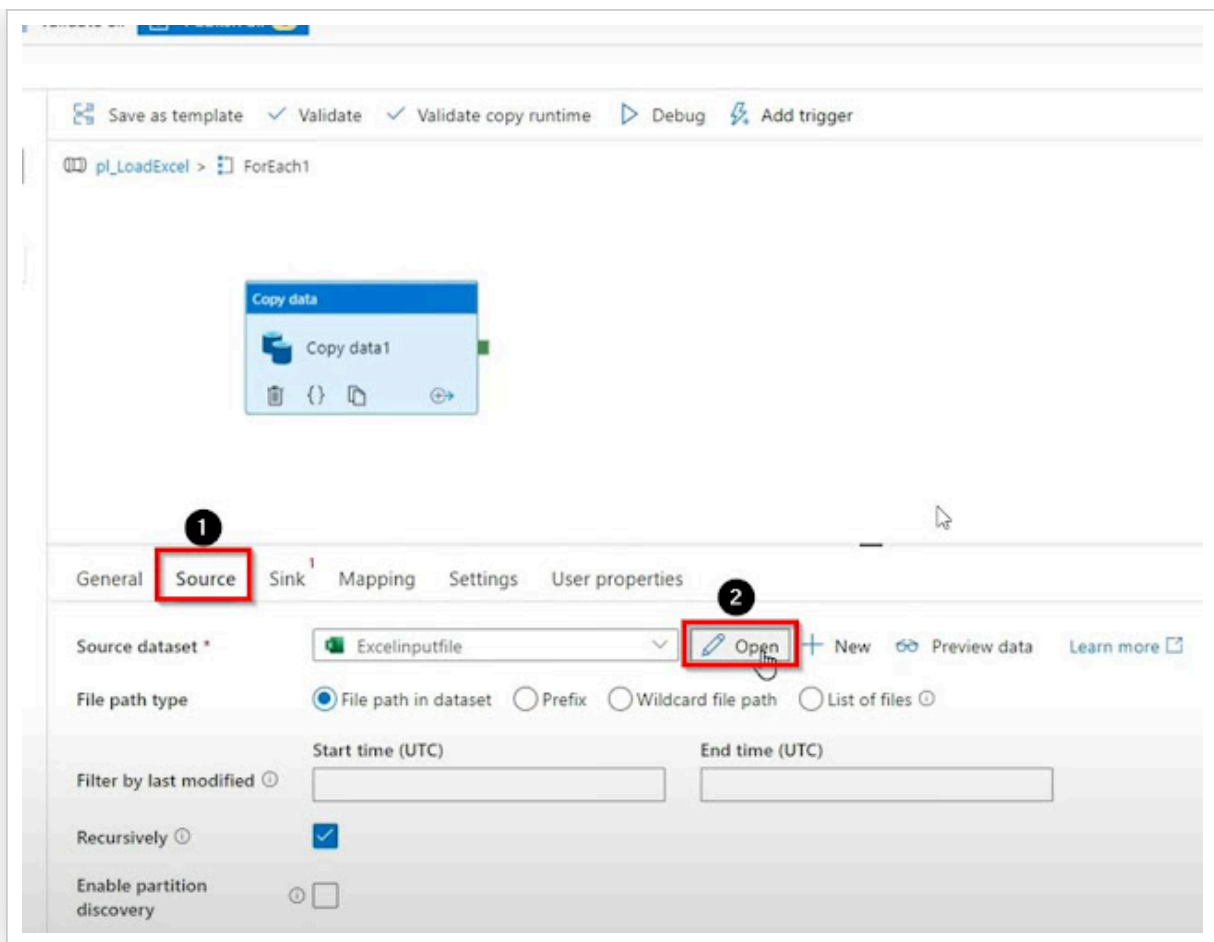 Save as template Validate Validate copy runtime Debug Add trigger
pl_LoadExcel > ForEach1
Copy data
Copy data1
{}
1
General Source Sink 1 Mapping Settings User properties
2
Source dataset * Excelinputfile Open + New Preview data Learn more
File path type File path in dataset Prefix Wildcard file path List of files
Start time (UTC) End time (UTC)
Filter by last modified
Recursively
Enable partition
discovery